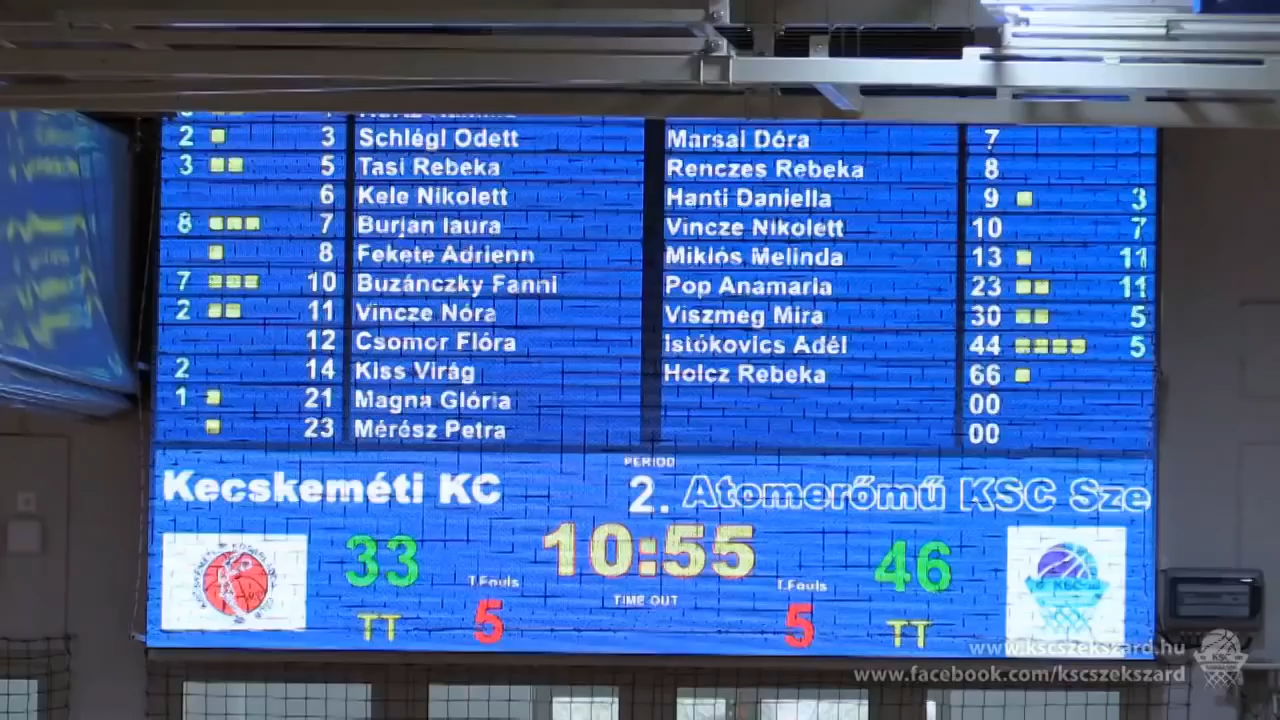 2 3 Schlégl Odett Marsai Dóra 7
3 5 Tasi Rebeka Renczes Rebeka 8
6 Kele Nikolett Hanti Daniella 9 3
8 7 Burján laura Vincze Nikolett 10 7
8 Fekete Adrienn Miklós Melinda 13 11
7 10 Buzánczky Fanni Pop Anamaria 23 11
2 11 Vincze Nóra Viszmeg Mira 30 5
12 Csomor Flóra Istókovics Adél 44 5
2 14 Kiss Virág Holcz Rebeka 66
1 21 Magna Glória 00
23 Mérész Petra 00
PERIOD
Kecskeméti KC 2. Atomerőmű KSC Sze
33 10:55 46
T.Fouls T.Fouls
TIME OUT
TT 5 5 TT
KSC
www.kscszekszard.hu
www.facebook.com/kscszekszard